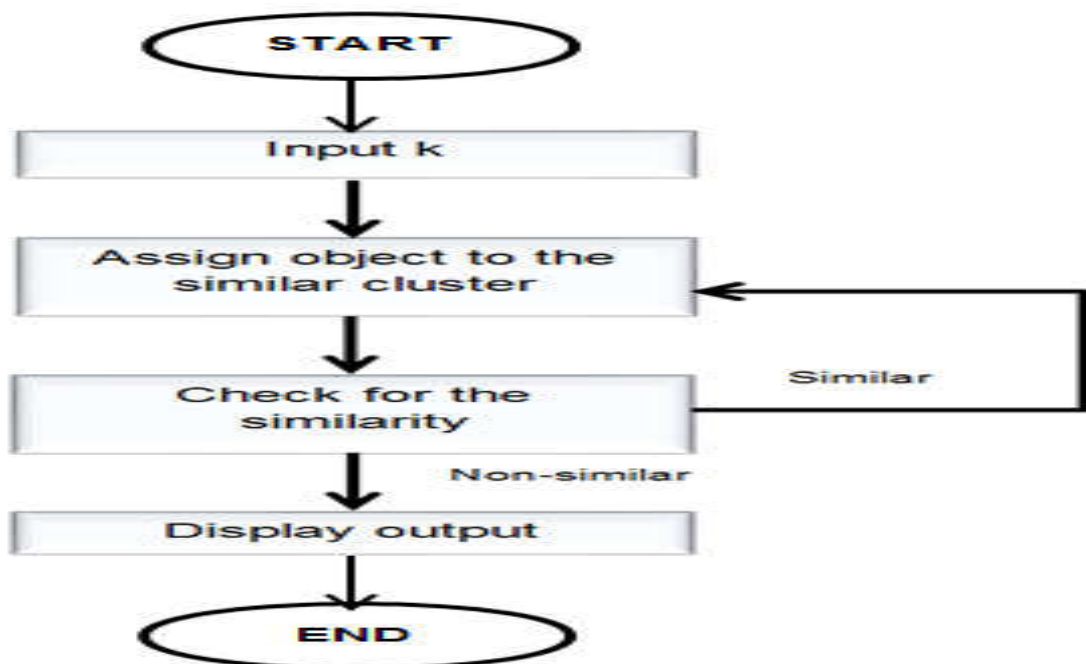 START
Input k
Assign object to the
similar cluster
Check for the
similarity
Similar
Non-similar
Display output
END